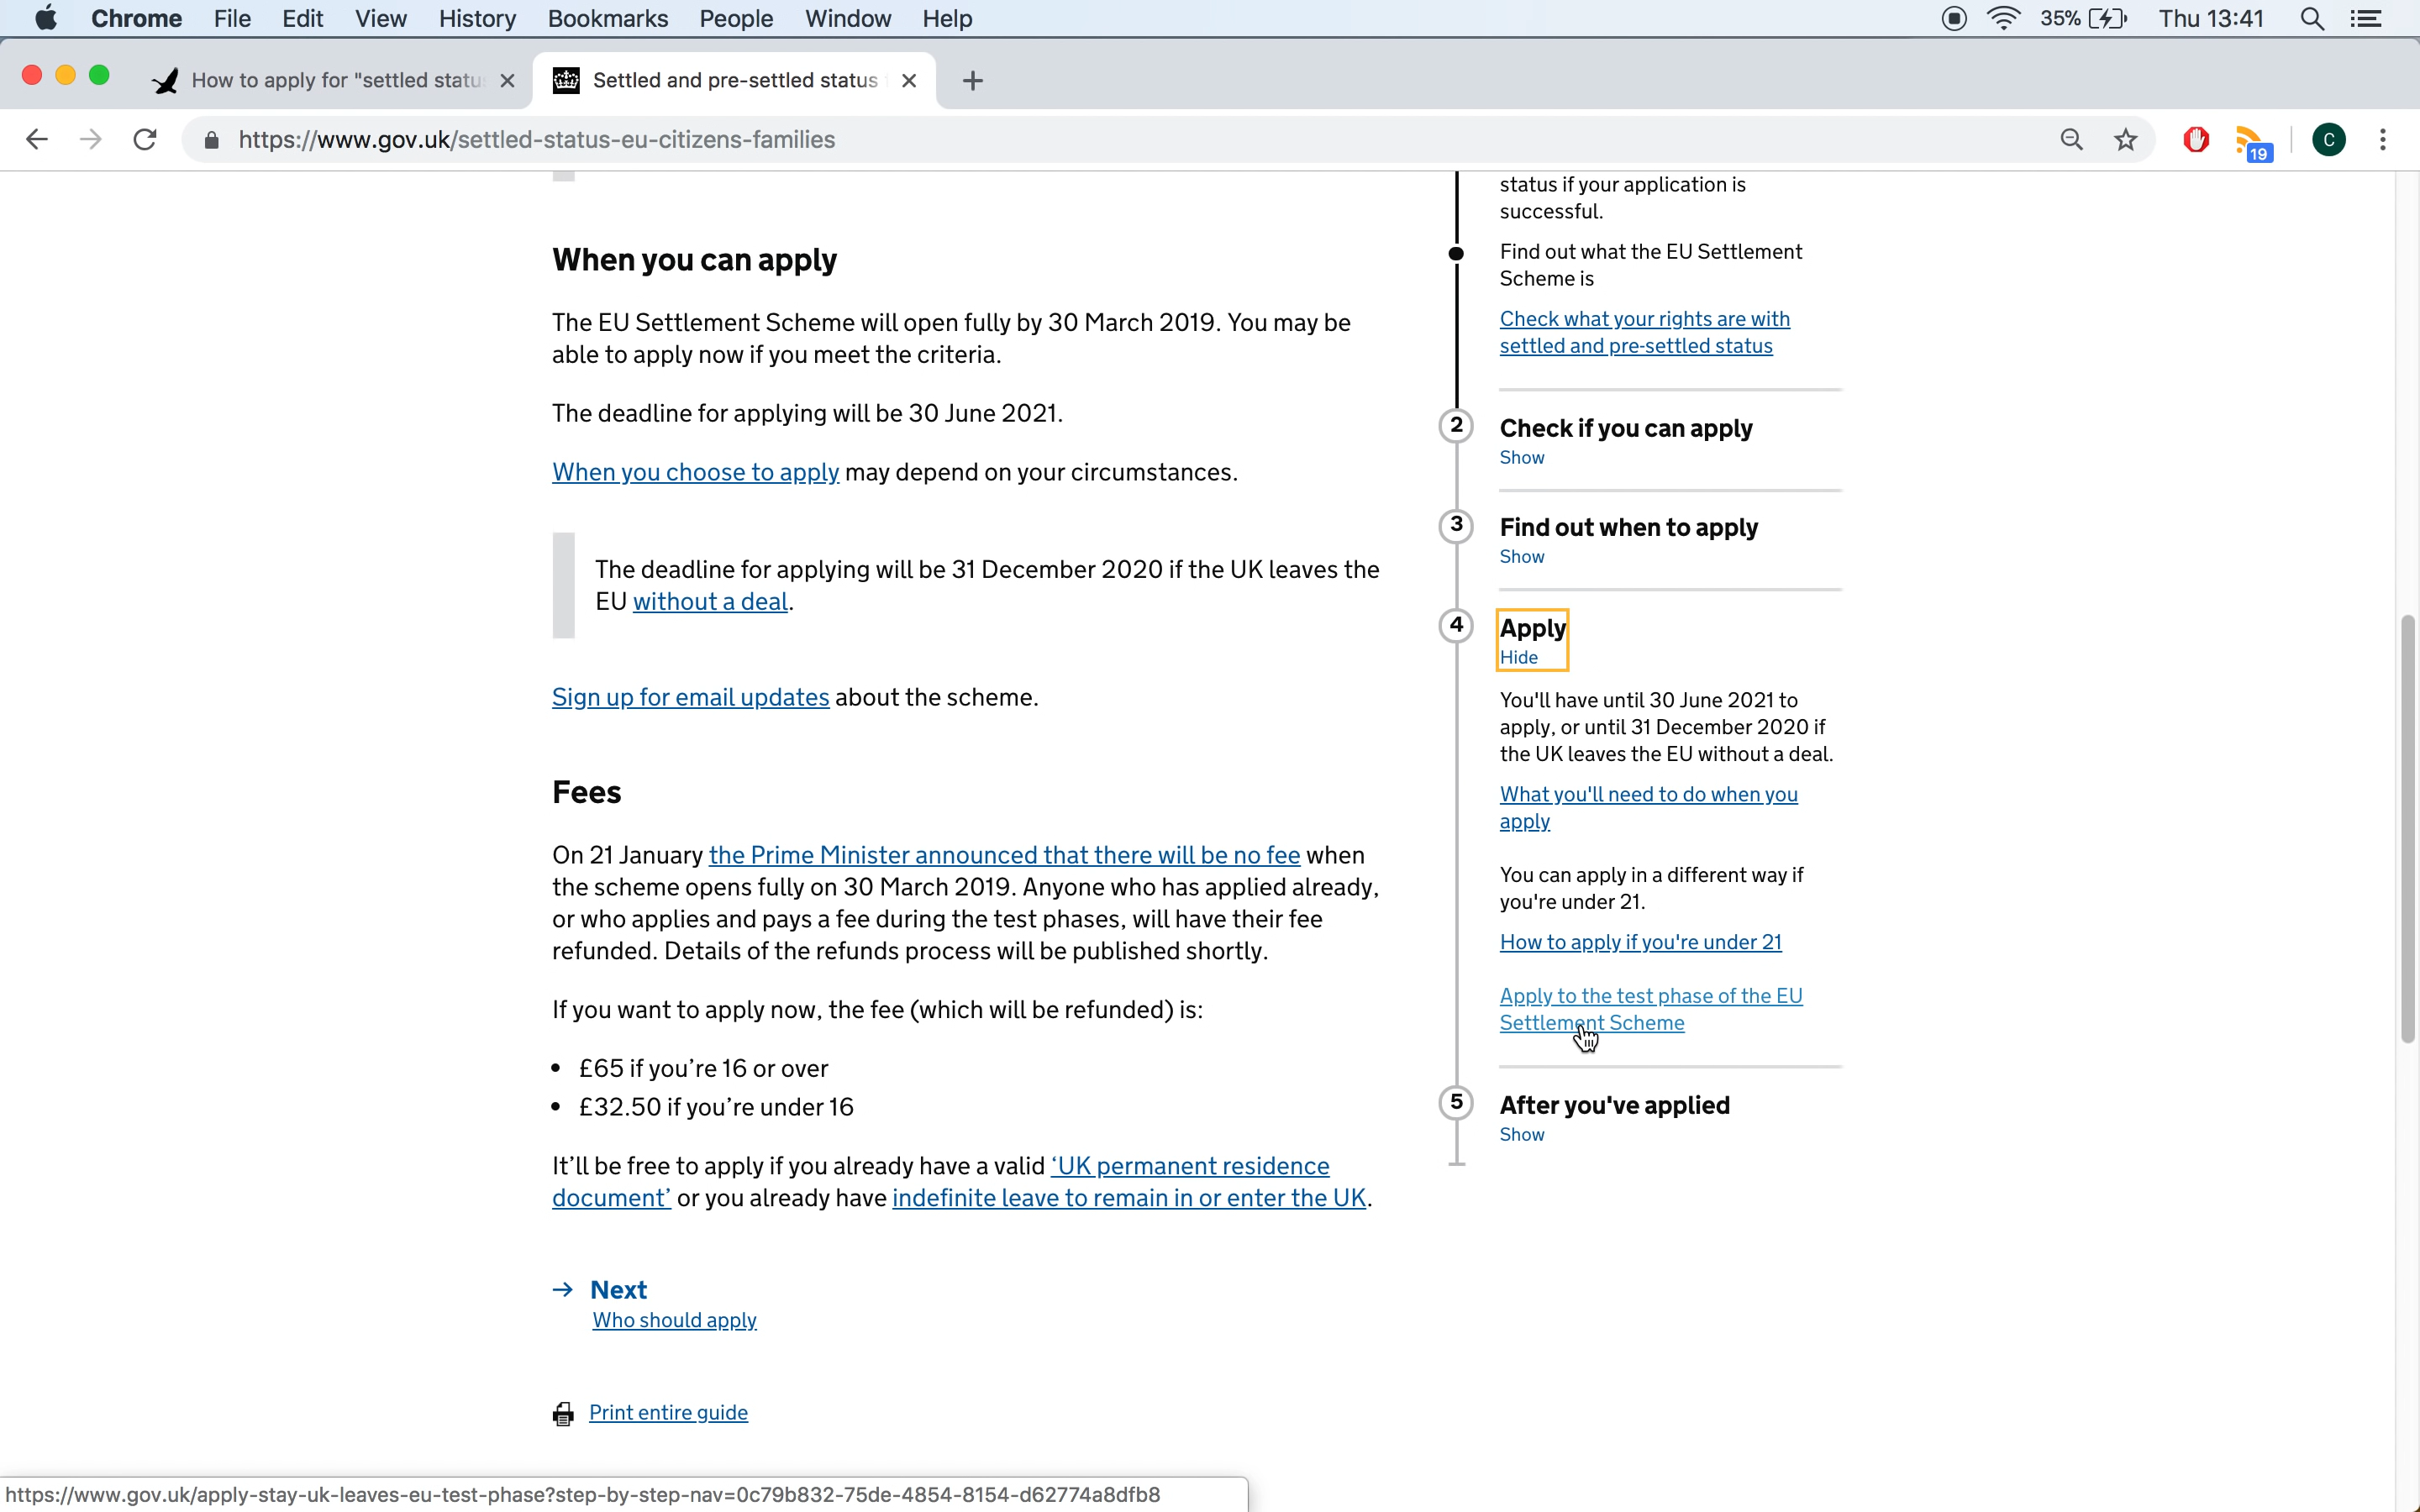 Chrome File Edit View History Bookmarks People Window Help 35% Thu 13:41
How to apply for "settled statu Settled and pre-settled status
https://www.gov.uk/settled-status-eu-citizens-families 19 C
When you can apply
The EU Settlement Scheme will open fully by 30 March 2019. You may be
able to apply now if you meet the criteria.
The deadline for applying will be 30 June 2021.
When you choose to apply may depend on your circumstances.
The deadline for applying will be 31 December 2020 if the UK leaves the
EU without a deal.
Sign up for email updates about the scheme.
Fees
On 21 January the Prime Minister announced that there will be no fee when
the scheme opens fully on 30 March 2019. Anyone who has applied already,
or who applies and pays a fee during the test phases, will have their fee
refunded. Details of the refunds process will be published shortly.
If you want to apply now, the fee (which will be refunded) is:
• £65 if you’re 16 or over
• £32.50 if you’re under 16
It’ll be free to apply if you already have a valid ‘UK permanent residence
document’ or you already have indefinite leave to remain in or enter the UK.
→ Next
Who should apply
Print entire guide
status if your application is
successful.
Find out what the EU Settlement
Scheme is
Check what your rights are with
settled and pre-settled status
2 Check if you can apply
Show
3 Find out when to apply
Show
4 Apply
Hide
You'll have until 30 June 2021 to
apply, or until 31 December 2020 if
the UK leaves the EU without a deal.
What you'll need to do when you
apply
You can apply in a different way if
you're under 21.
How to apply if you're under 21
Apply to the test phase of the EU
Settlement Scheme
5 After you've applied
Show
https://www.gov.uk/apply-stay-uk-leaves-eu-test-phase?step-by-step-nav=0c79b832-75de-4854-8154-d62774a8dfb8